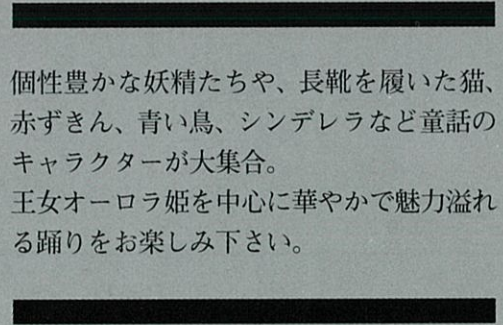 個性豊かな妖精たちや、長靴を履いた猫、
赤ずきん、青い鳥、シンデレラなど童話の
キャラクターが大集合。
王女オーロラ姫を中心に華やかで魅力溢れ
る踊りをお楽しみ下さい。